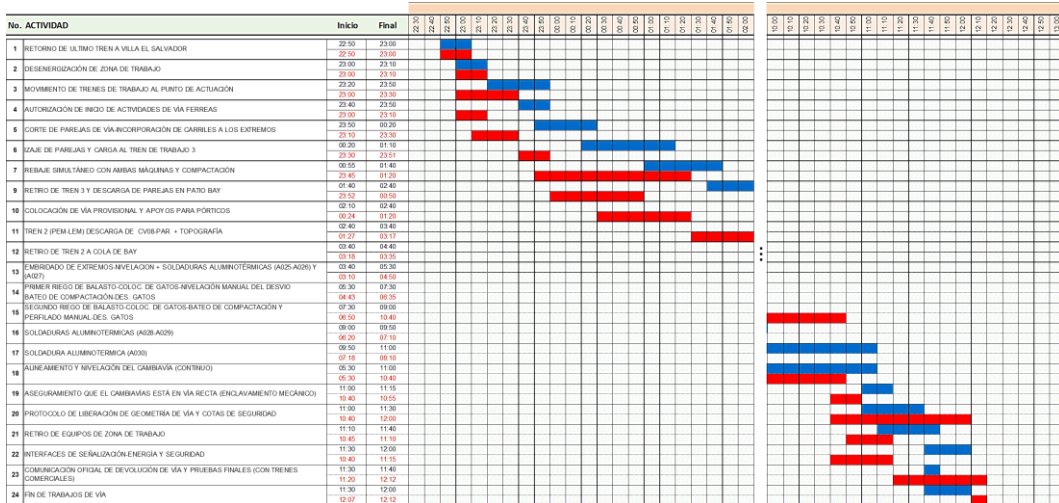 22:30 22:40 22:50 23:00 23:10 23:20 23:30 23:40 23:50 00:00 00:10 00:20 00:30 00:40 00:50 01:00 01:10 01:20 01:30 01:40 01:50 02:00 10:00 10:10 10:20 10:30 10:40 10:50 11:00 11:10 11:20 11:30 11:40 11:50 12:00 12:10 12:20 12:30 12:40 12:50
No. ACTIVIDAD Inicio Final
1 RETORNO DE ULTIMO TREN A VILLA EL SALVADOR 22:50 23:00
22:50 23:00
2 DESENERGIZACIÓN DE ZONA DE TRABAJO 23:00 23:10
23:00 23:10
3 MOVIMIENTO DE TRENES DE TRABAJO AL PUNTO DE ACTUACIÓN 23:20 23:50
23:00 23:30
4 AUTORIZACIÓN DE INICIO DE ACTIVIDADES DE VÍA FERREAS 23:40 23:50
23:00 23:10
5 CORTE DE PAREJAS DE VÍA-INCORPORACIÓN DE CARRILES A LOS EXTREMOS 23:50 00:20
23:10 23:30
6 IZAJE DE PAREJAS Y CARGA AL TREN DE TRABAJO 3 00:20 01:10
23:30 23:51
7 REBAJE SIMULTÁNEO CON AMBAS MÁQUINAS Y COMPACTACIÓN 00:55 01:40
23:45 01:20
9 RETIRO DE TREN 3 Y DESCARGA DE PAREJAS EN PATIO BAY 01:40 02:40
23:52 00:50
10 COLOCACIÓN DE VÍA PROVISIONAL Y APOYOS PARA PÓRTICOS 02:10 02:40
00:24 01:20
11 TREN 2 (PEM-LEM) DESCARGA DE CV08-PAR + TOPOGRAFÍA 02:40 03:40
01:27 03:17
12 RETIRO DE TREN 2 A COLA DE BAY 03:40 04:40
03:18 03:35
13 EMBRIDADO DE EXTREMOS-NIVELACION + SOLDADURAS ALUMINOTÉRMICAS (A025-A026) Y (A027) 03:40 05:30
03:10 04:50
14 PRIMER RIEGO DE BALASTO-COLOC. DE GATOS-NIVELACIÓN MANUAL DEL DESVIO BATEO DE COMPACTACIÓN-DES. GATOS 05:30 07:30
04:43 06:35
15 SEGUNDO RIEGO DE BALASTO-COLOC. DE GATOS-BATEO DE COMPACTACIÓN Y PERFILADO MANUAL-DES. GATOS 07:30 09:00
06:50 10:40
16 SOLDADURAS ALUMINOTERMICAS (A028-A029) 09:00 09:50
06:20 07:10
17 SOLDADURA ALUMINOTERMICA (A030) 09:50 11:00
07:18 08:10
18 ALINEAMIENTO Y NIVELACIÓN DEL CAMBIAVÍA (CONTINUO) 05:30 11:00
05:30 10:40
19 ASEGURAMIENTO QUE EL CAMBIAVÍAS ESTÁ EN VÍA RECTA (ENCLAVAMIENTO MECÁNICO) 11:00 11:15
10:40 10:55
20 PROTOCOLO DE LIBERACIÓN DE GEOMETRÍA DE VÍA Y COTAS DE SEGURIDAD 11:00 11:30
10:40 12:00
21 RETIRO DE EQUIPOS DE ZONA DE TRABAJO 11:10 11:40
10:45 11:10
22 INTERFACES DE SEÑALIZACIÓN-ENERGÍA Y SEGURIDAD 11:30 12:00
10:40 11:15
23 COMUNICACIÓN OFICIAL DE DEVOLUCIÓN DE VÍA Y PRUEBAS FINALES (CON TRENES COMERCIALES) 11:30 11:40
11:20 12:12
24 FÍN DE TRABAJOS DE VÍA 11:30 12:00
12:07 12:12